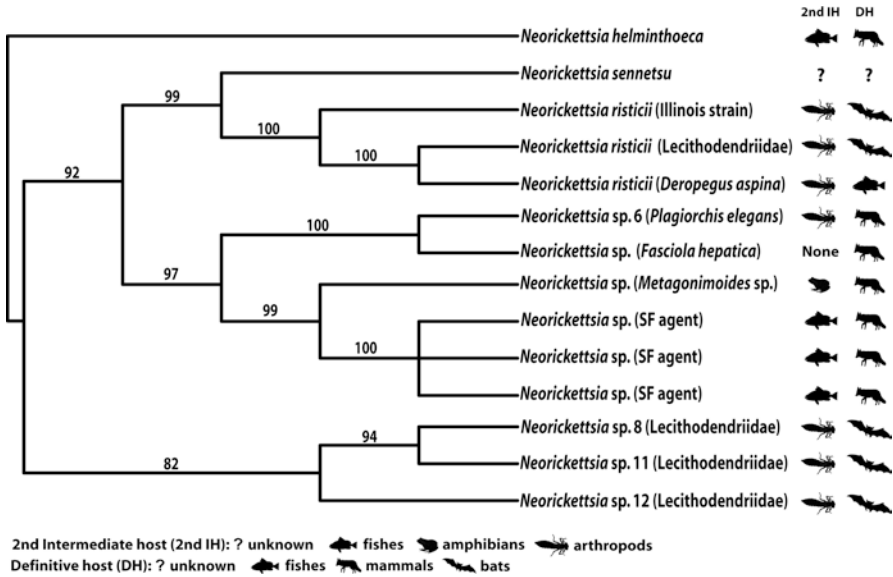 2nd IH DH
Neorickettsia helminthoeca
Neorickettsia sennetsu ? ?
99
Neorickettsia risticii (Illinois strain)
100
Neorickettsia risticii (Lecithodendriidae)
100
92
Neorickettsia risticii (Deropegus aspina)
Neorickettsia sp. 6 (Plagiorchis elegans)
100
Neorickettsia sp. (Fasciola hepatica) None
97
Neorickettsia sp. (Metagonimoides sp.)
99
Neorickettsia sp. (SF agent)
100
Neorickettsia sp. (SF agent)
Neorickettsia sp. (SF agent)
Neorickettsia sp. 8 (Lecithodendriidae)
94
Neorickettsia sp. 11 (Lecithodendriidae)
82
Neorickettsia sp. 12 (Lecithodendriidae)
2nd Intermediate host (2nd IH): ? unknown fishes amphibians arthropods
Definitive host (DH): ? unknown fishes mammals bats